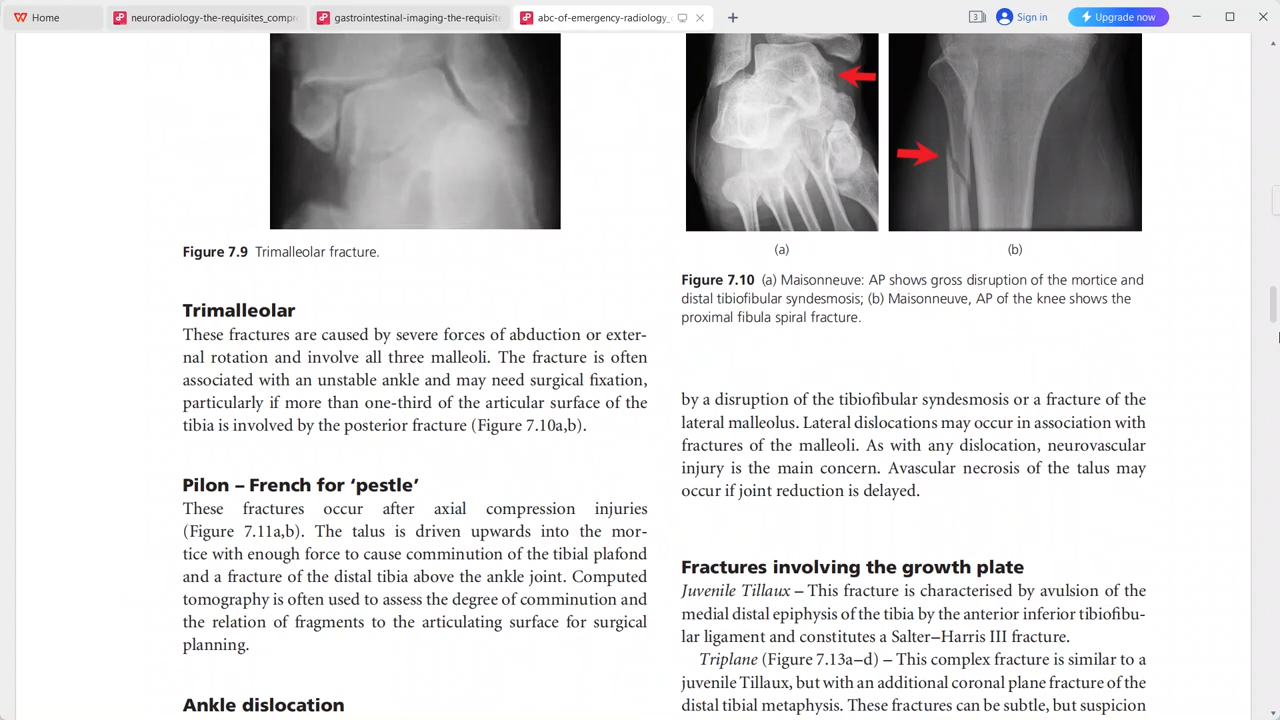 Home
neuroradiology-the-requisites_compr
gastrointestinal-imaging-the-requisite
abc-of-emergency-radiology_
3
Sign in
Upgrade now
Figure 7.9 Trimalleolar fracture.
Trimalleolar
These fractures are caused by severe forces of abduction or exter-
nal rotation and involve all three malleoli. The fracture is often
associated with an unstable ankle and may need surgical fixation,
particularly if more than one-third of the articular surface of the
tibia is involved by the posterior fracture (Figure 7.10a,b).
Pilon – French for ‘pestle’
These fractures occur after axial compression injuries
(Figure 7.11a,b). The talus is driven upwards into the mor-
tice with enough force to cause comminution of the tibial plafond
and a fracture of the distal tibia above the ankle joint. Computed
tomography is often used to assess the degree of comminution and
the relation of fragments to the articulating surface for surgical
planning.
Ankle dislocation
(a)
(b)
Figure 7.10 (a) Maisonneuve: AP shows gross disruption of the mortice and
distal tibiofibular syndesmosis; (b) Maisonneuve, AP of the knee shows the
proximal fibula spiral fracture.
by a disruption of the tibiofibular syndesmosis or a fracture of the
lateral malleolus. Lateral dislocations may occur in association with
fractures of the malleoli. As with any dislocation, neurovascular
injury is the main concern. Avascular necrosis of the talus may
occur if joint reduction is delayed.
Fractures involving the growth plate
Juvenile Tillaux – This fracture is characterised by avulsion of the
medial distal epiphysis of the tibia by the anterior inferior tibiofibu-
lar ligament and constitutes a Salter–Harris III fracture.
Triplane (Figure 7.13a–d) – This complex fracture is similar to a
juvenile Tillaux, but with an additional coronal plane fracture of the
distal tibial metaphysis. These fractures can be subtle, but suspicion